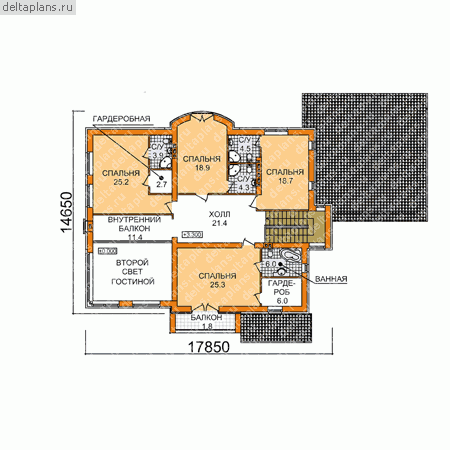 deltaplans.ru
ГАРДЕРОБНАЯ
С/У
3.9
2.7
СПАЛЬНЯ
25.2
СПАЛЬНЯ
18.9
С/У
4.5
С/У
4.3
СПАЛЬНЯ
18.7
ХОЛЛ
21.4
+3.300
ВНУТРЕННИЙ
БАЛКОН
11.4
ВТОРОЙ
СВЕТ
ГОСТИНОЙ
СПАЛЬНЯ
25.3
6.0
ВАННАЯ
ГАРДЕ-
РОБ
6.0
БАЛКОН
1.8
14650
17850